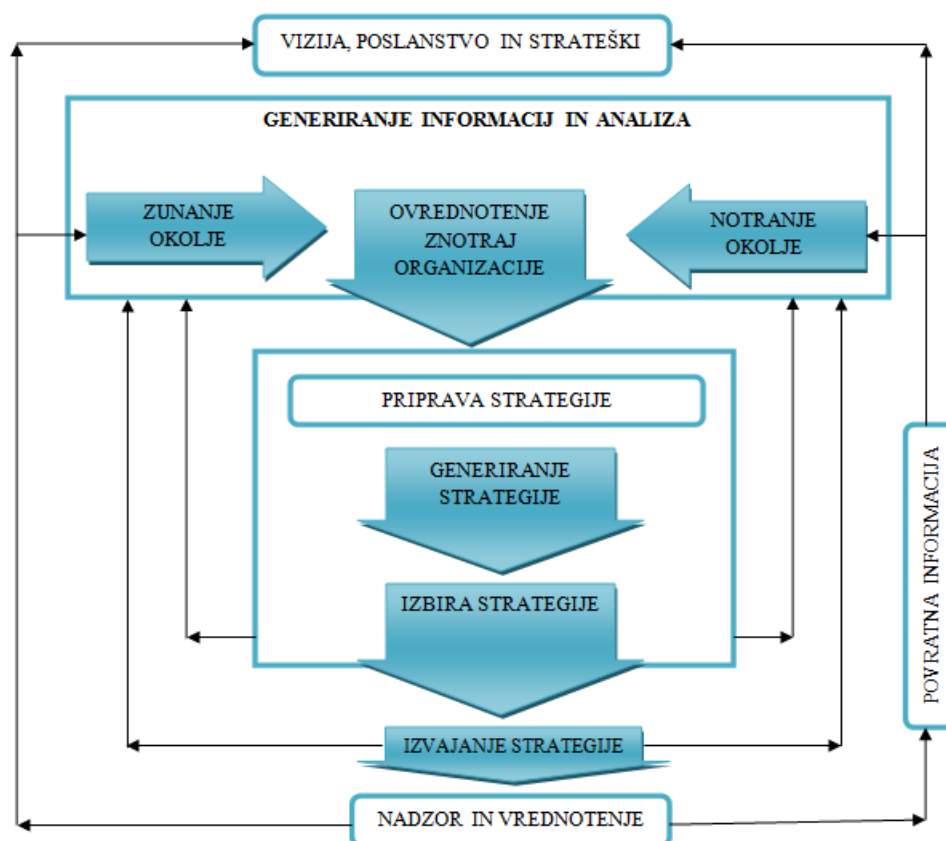 VIZIJA, POSLANSTVO IN STRATEŠKI
GENERIRANJE INFORMACIJ IN ANALIZA
ZUNANJE
OKOLJE
OVREDNOTENJE
ZNOTRAJ
ORGANIZACIJE
NOTRANJE
OKOLJE
PRIPRAVA STRATEGIJE
GENERIRANJE
STRATEGIJE
IZBIRA STRATEGIJE
POVRATNA INFORMACIJA
IZVAJANJE STRATEGIJE
NADZOR IN VREDNOTENJE